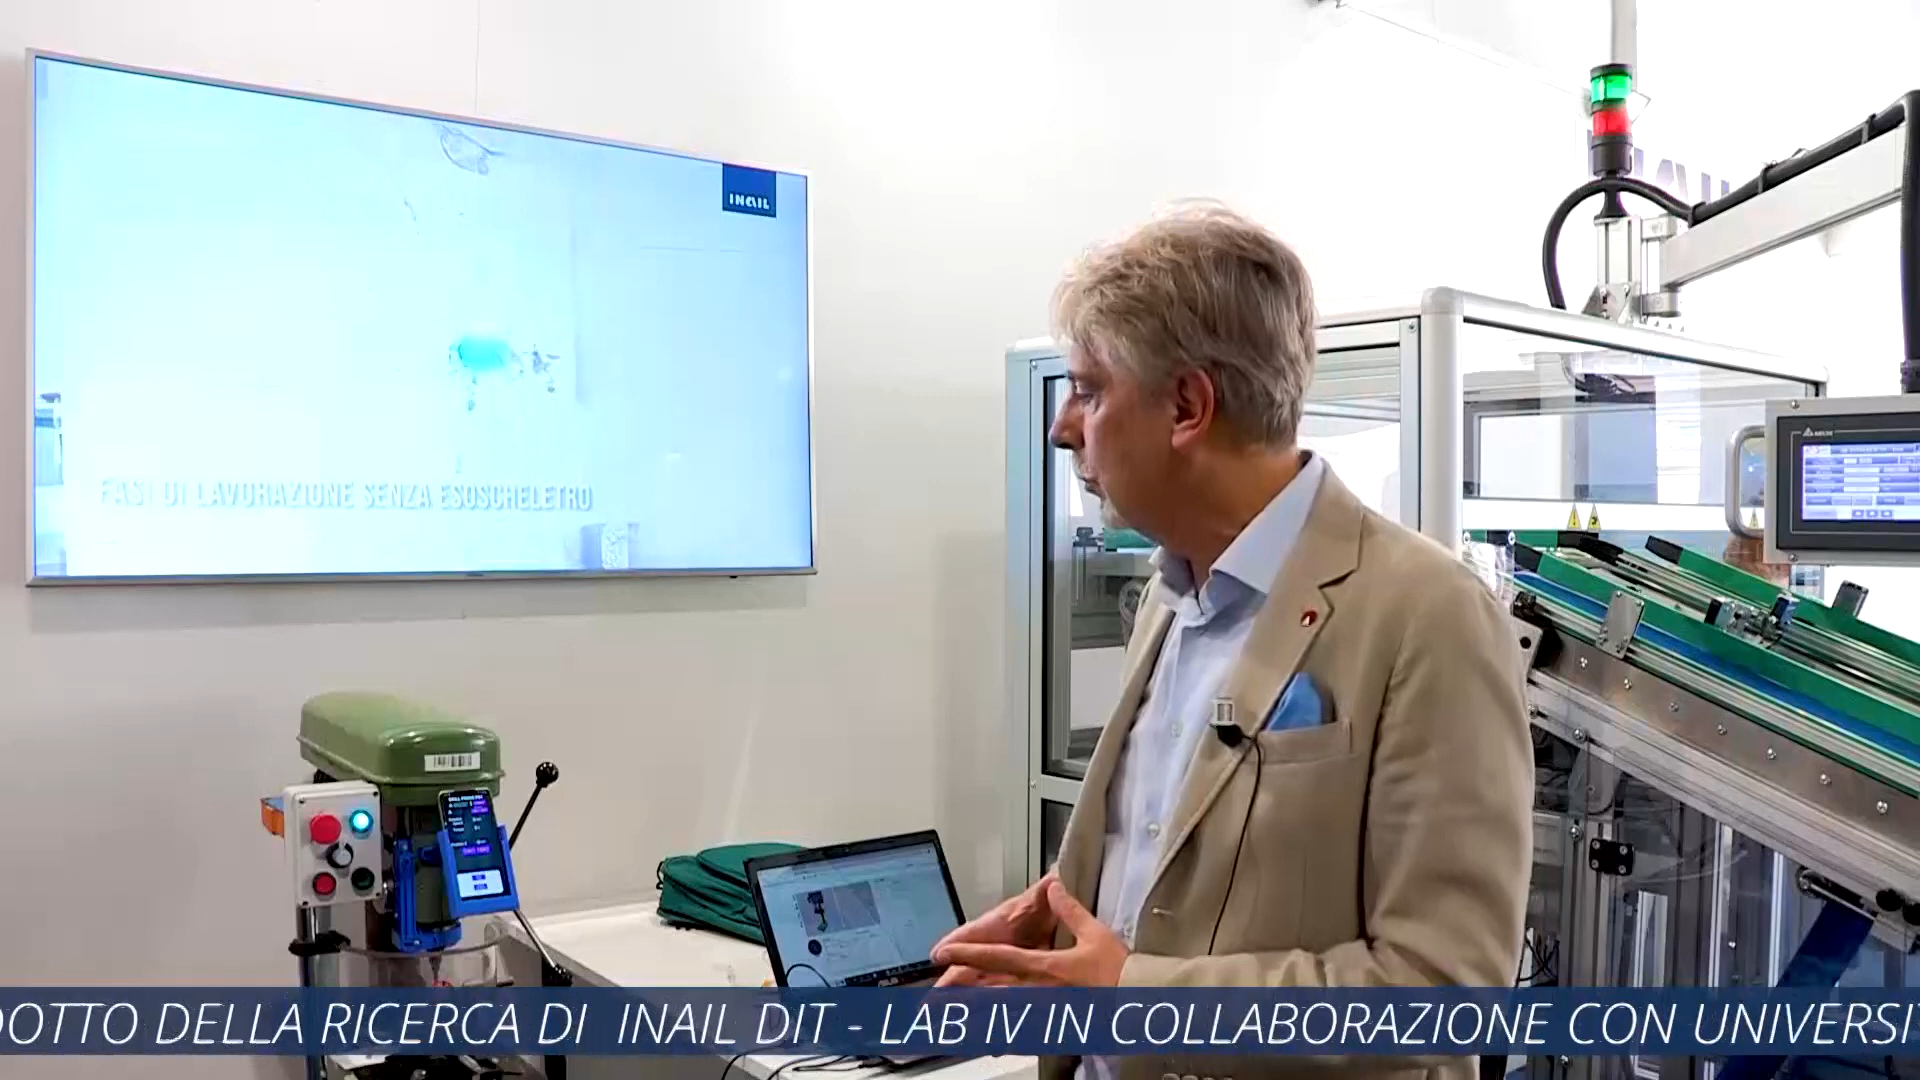 INAIL
FASI DI LAVORAZIONE SENZA ESOSCHELETRO
DOTTO DELLA RICERCA DI INAIL DIT - LAB IV IN COLLABORAZIONE CON UNIVERSI